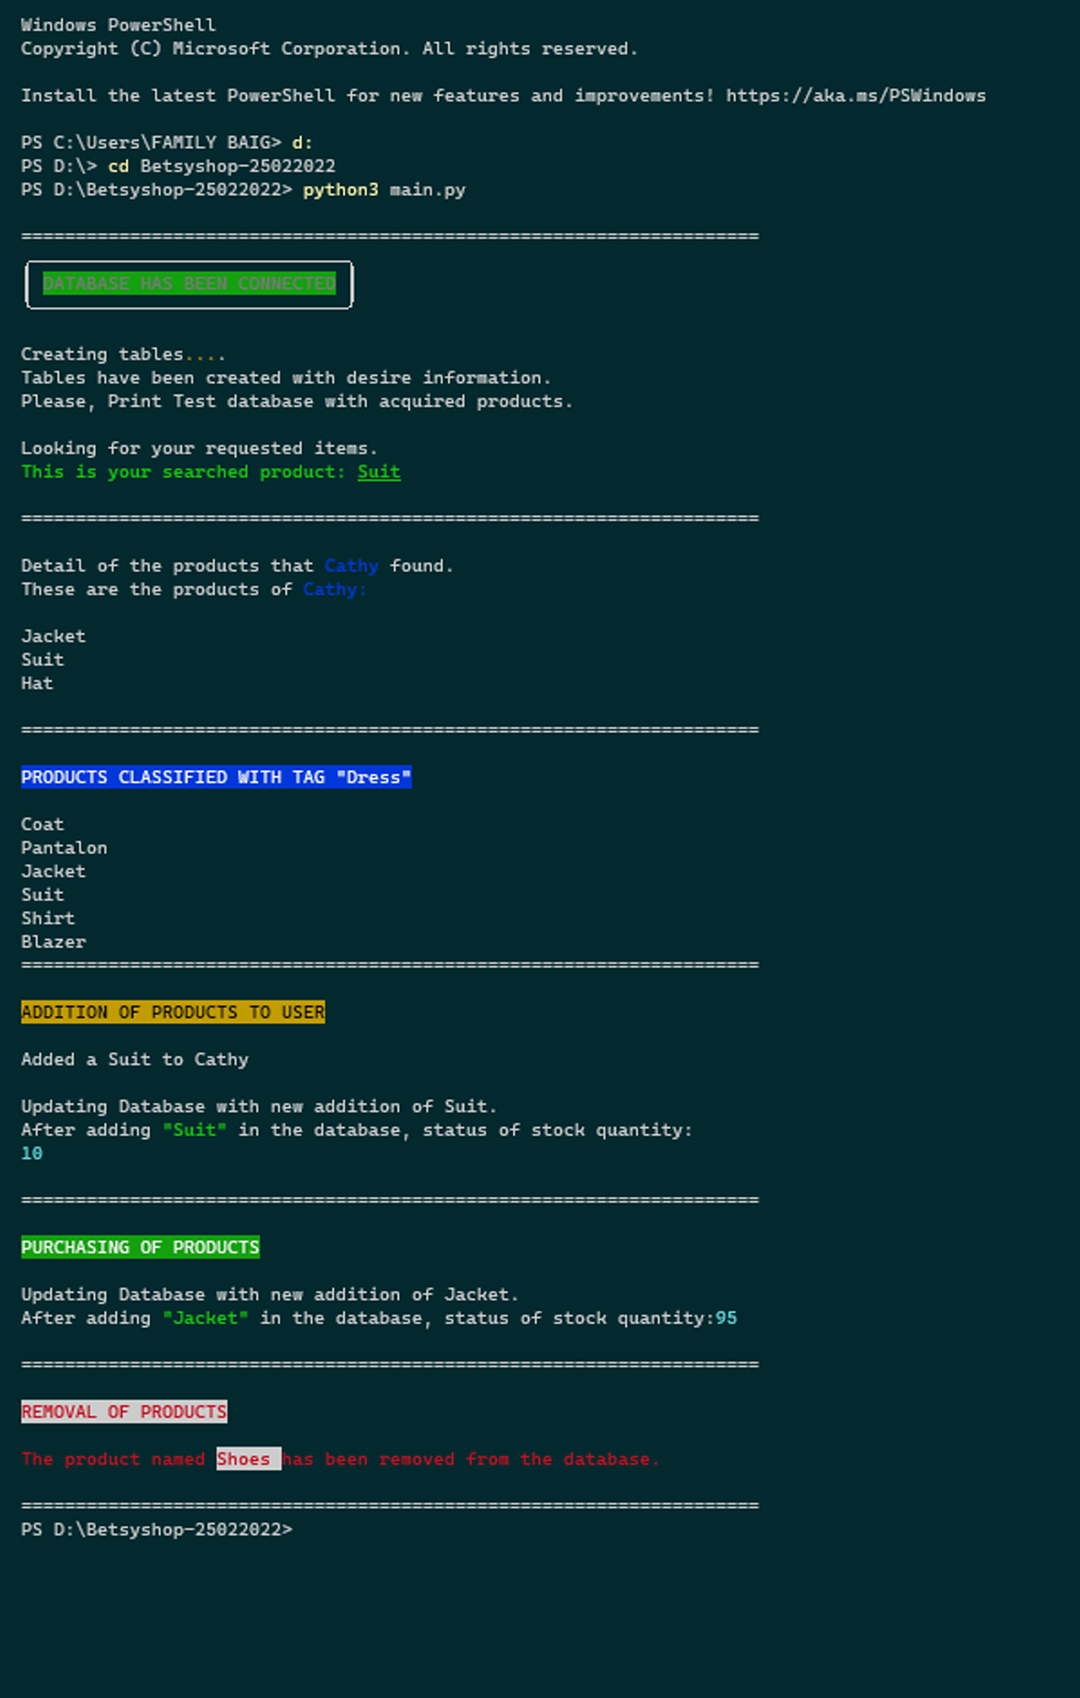 Windows PowerShell
Copyright (C) Microsoft Corporation. All rights reserved.
Install the latest PowerShell for new features and improvements! https://aka.ms/PSWindows
PS C:\Users\FAMILY BAIG> d:
PS D:\> cd Betsyshop-25022022
PS D:\Betsyshop-25022022> python3 main.py
====================================================================
DATABASE HAS BEEN CONNECTED
Creating tables....
Tables have been created with desire information.
Please, Print Test database with acquired products.
Looking for your requested items.
This is your searched product: Suit
====================================================================
Detail of the products that Cathy found.
These are the products of Cathy:
Jacket
Suit
Hat
====================================================================
PRODUCTS CLASSIFIED WITH TAG "Dress"
Coat
Pantalon
Jacket
Suit
Shirt
Blazer
====================================================================
ADDITION OF PRODUCTS TO USER
Added a Suit to Cathy
Updating Database with new addition of Suit.
After adding "Suit" in the database, status of stock quantity:
10
====================================================================
PURCHASING OF PRODUCTS
Updating Database with new addition of Jacket.
After adding "Jacket" in the database, status of stock quantity:95
====================================================================
REMOVAL OF PRODUCTS
The product named Shoes has been removed from the database.
====================================================================
PS D:\Betsyshop-25022022>